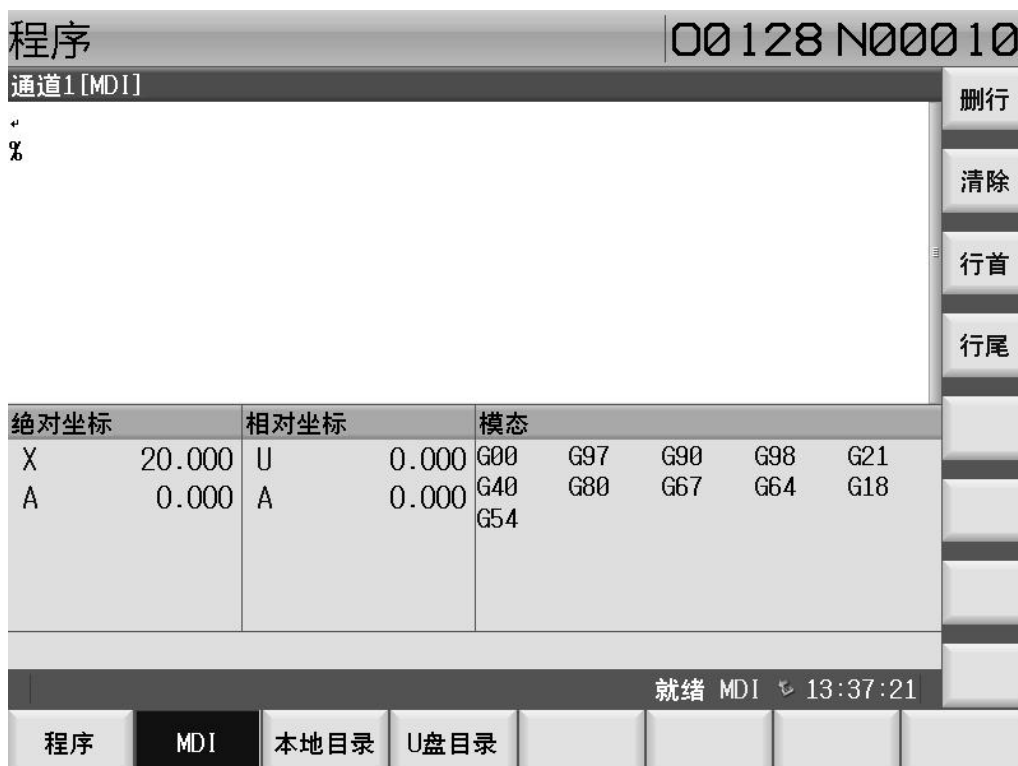 程序 O0128 N00010
通道1[MDI]
↵
%
删行
清除
行首
行尾
绝对坐标 相对坐标 模态
X 20.000 U 0.000 G00 G97 G90 G98 G21
A 0.000 A 0.000 G40 G80 G67 G64 G18
G54
就绪 MDI 13:37:21
程序 MDI 本地目录 U盘目录